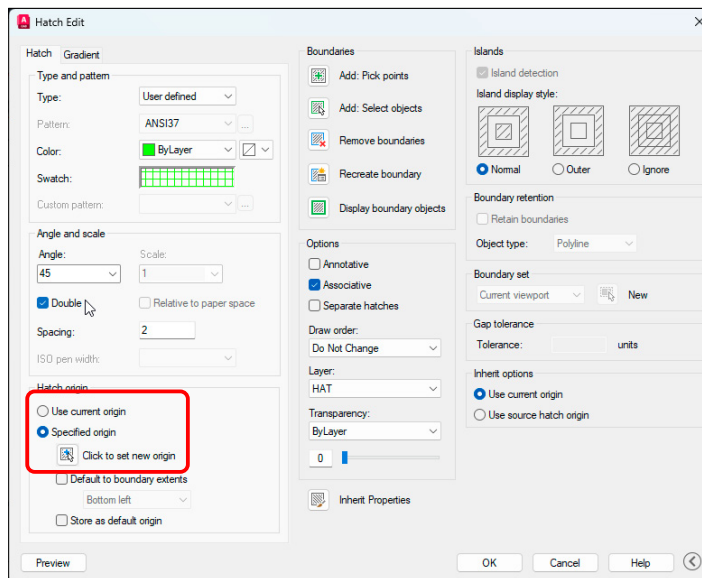 Hatch Edit
Hatch
Gradient
Type and pattern
Type:
User defined
Pattern:
ANSI37
...
Color:
ByLayer
Swatch:
Custom pattern:
...
Angle and scale
Angle:
Scale:
45
1
Double
Relative to paper space
Spacing:
2
ISO pen width:
Hatch origin
Use current origin
Specified origin
Click to set new origin
Default to boundary extents
Bottom left
Store as default origin
Preview
Boundaries
Add: Pick points
Add: Select objects
Remove boundaries
Recreate boundary
Display boundary objects
Options
Annotative
Associative
Separate hatches
Draw order:
Do Not Change
Layer:
HAT
Transparency:
ByLayer
0
Inherit Properties
Islands
Island detection
Island display style:
Normal
Outer
Ignore
Boundary retention
Retain boundaries
Object type:
Polyline
Boundary set
Current viewport
New
Gap tolerance
Tolerance:
units
Inherit options
Use current origin
Use source hatch origin
OK
Cancel
Help